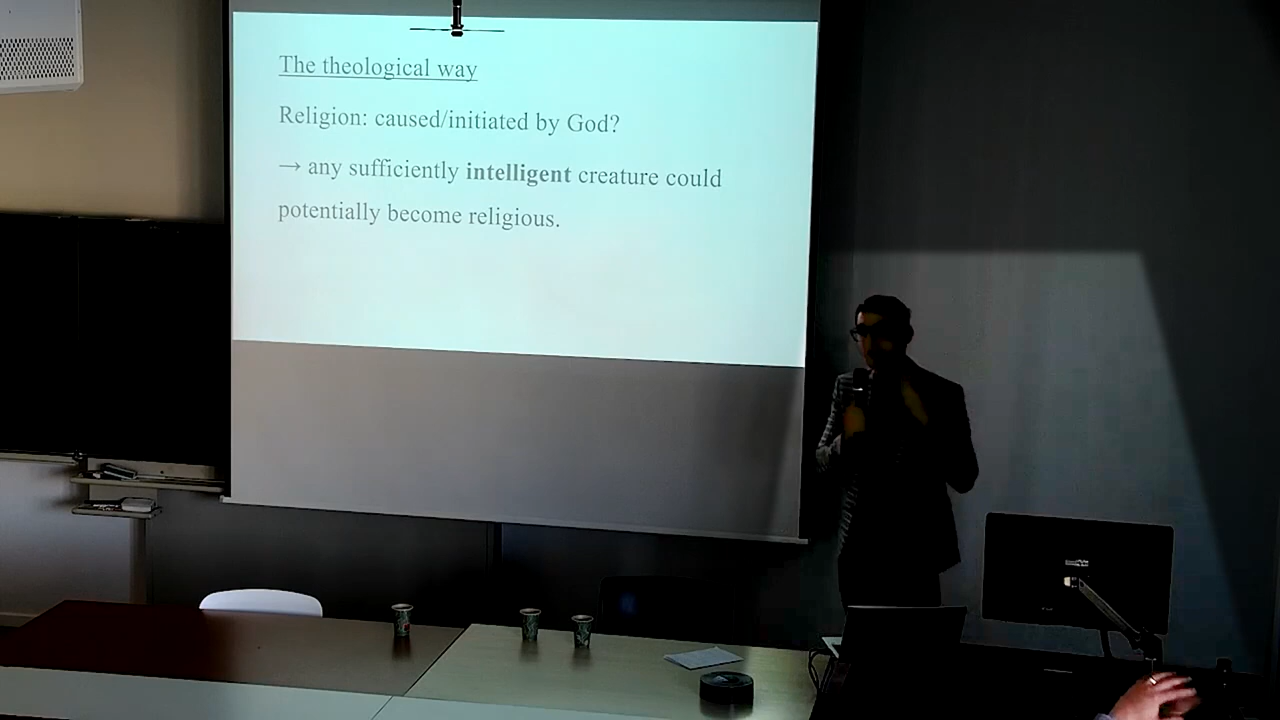 The theological way
Religion: caused/initiated by God?
→ any sufficiently intelligent creature could
potentially become religious.